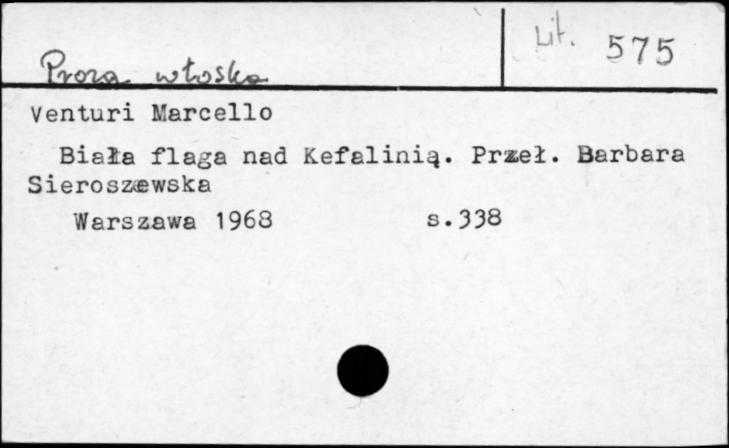 Lit. 575
Proza włoska
Venturi Marcello
Biała flaga nad Kefalinią. Przeł. Barbara
Sieroszewska
Warszawa 1968 s.338